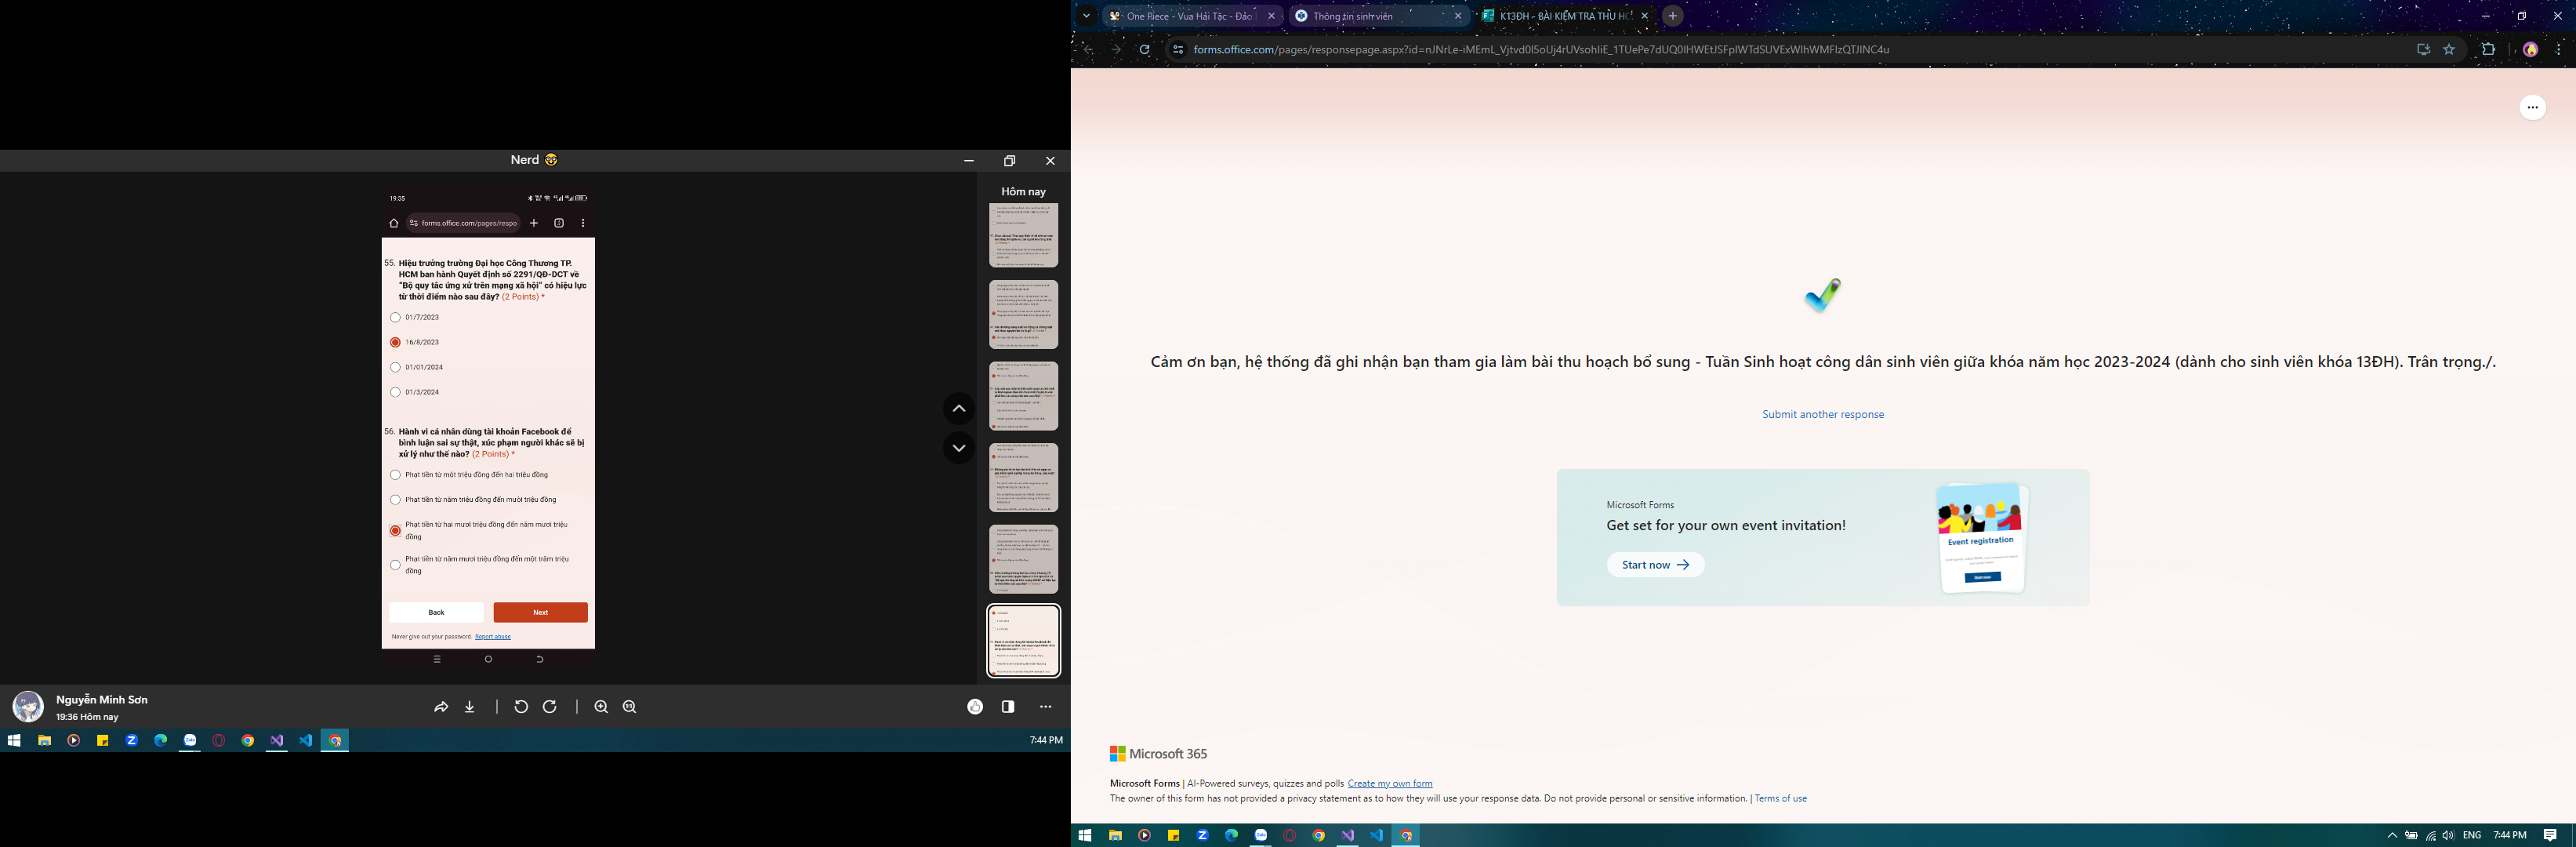 Nerd 🤓
Hôm nay
19:35
forms.office.com/pages/respo
55. Hiệu trưởng trường Đại học Công Thương TP.
HCM ban hành Quyết định số 2291/QĐ-DCT về
"Bộ quy tắc ứng xử trên mạng xã hội" có hiệu lực
từ thời điểm nào sau đây? (2 Points) *
01/7/2023
16/8/2023
01/01/2024
01/3/2024
56. Hành vi cá nhân dùng tài khoản Facebook để
bình luận sai sự thật, xúc phạm người khác sẽ bị
xử lý như thế nào? (2 Points) *
Phạt tiền từ một triệu đồng đến hai triệu đồng
Phạt tiền từ năm triệu đồng đến mười triệu đồng
Phạt tiền từ hai mươi triệu đồng đến năm mươi triệu
đồng
Phạt tiền từ năm mươi triệu đồng đến một trăm triệu
đồng
Back
Next
Never give out your password. Report abuse
Nguyễn Minh Sơn
19:36 Hôm nay
7:44 PM
One Piece - Vua Hải Tặc - Đảo
Thông tin sinh viên
K13ĐH - BÀI KIỂM TRA THU HO
forms.office.com/pages/responsepage.aspx?id=nJNrLe-iMEmL_Vjtvd0I5oUj4rUVsohIiE_1TUePe7dUQ0lHWEtJSFpIWTdSUVExWlhWMFIzQTJINC4u
Cảm ơn bạn, hệ thống đã ghi nhận bạn tham gia làm bài thu hoạch bổ sung - Tuần Sinh hoạt công dân sinh viên giữa khóa năm học 2023-2024 (dành cho sinh viên khóa 13ĐH). Trân trọng./.
Submit another response
Microsoft Forms
Get set for your own event invitation!
Start now
Event registration
Microsoft 365
Microsoft Forms | AI-Powered surveys, quizzes and polls Create my own form
The owner of this form has not provided a privacy statement as to how they will use your response data. Do not provide personal or sensitive information. | Terms of use
ENG
7:44 PM